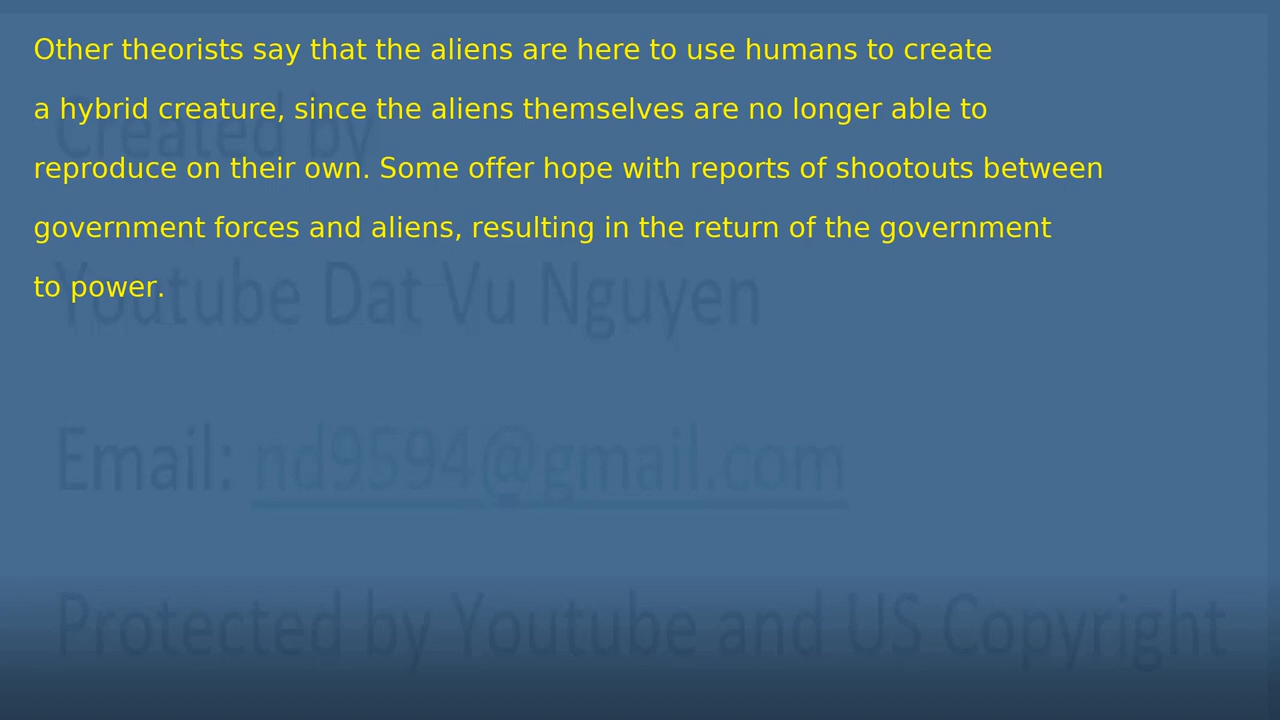 Other theorists say that the aliens are here to use humans to create
a hybrid creature, since the aliens themselves are no longer able to
reproduce on their own. Some offer hope with reports of shootouts between
government forces and aliens, resulting in the return of the government
to power.
Created by
Youtube Dat Vu Nguyen
Email: nd9594@gmail.com
Protected by Youtube and US Copyright